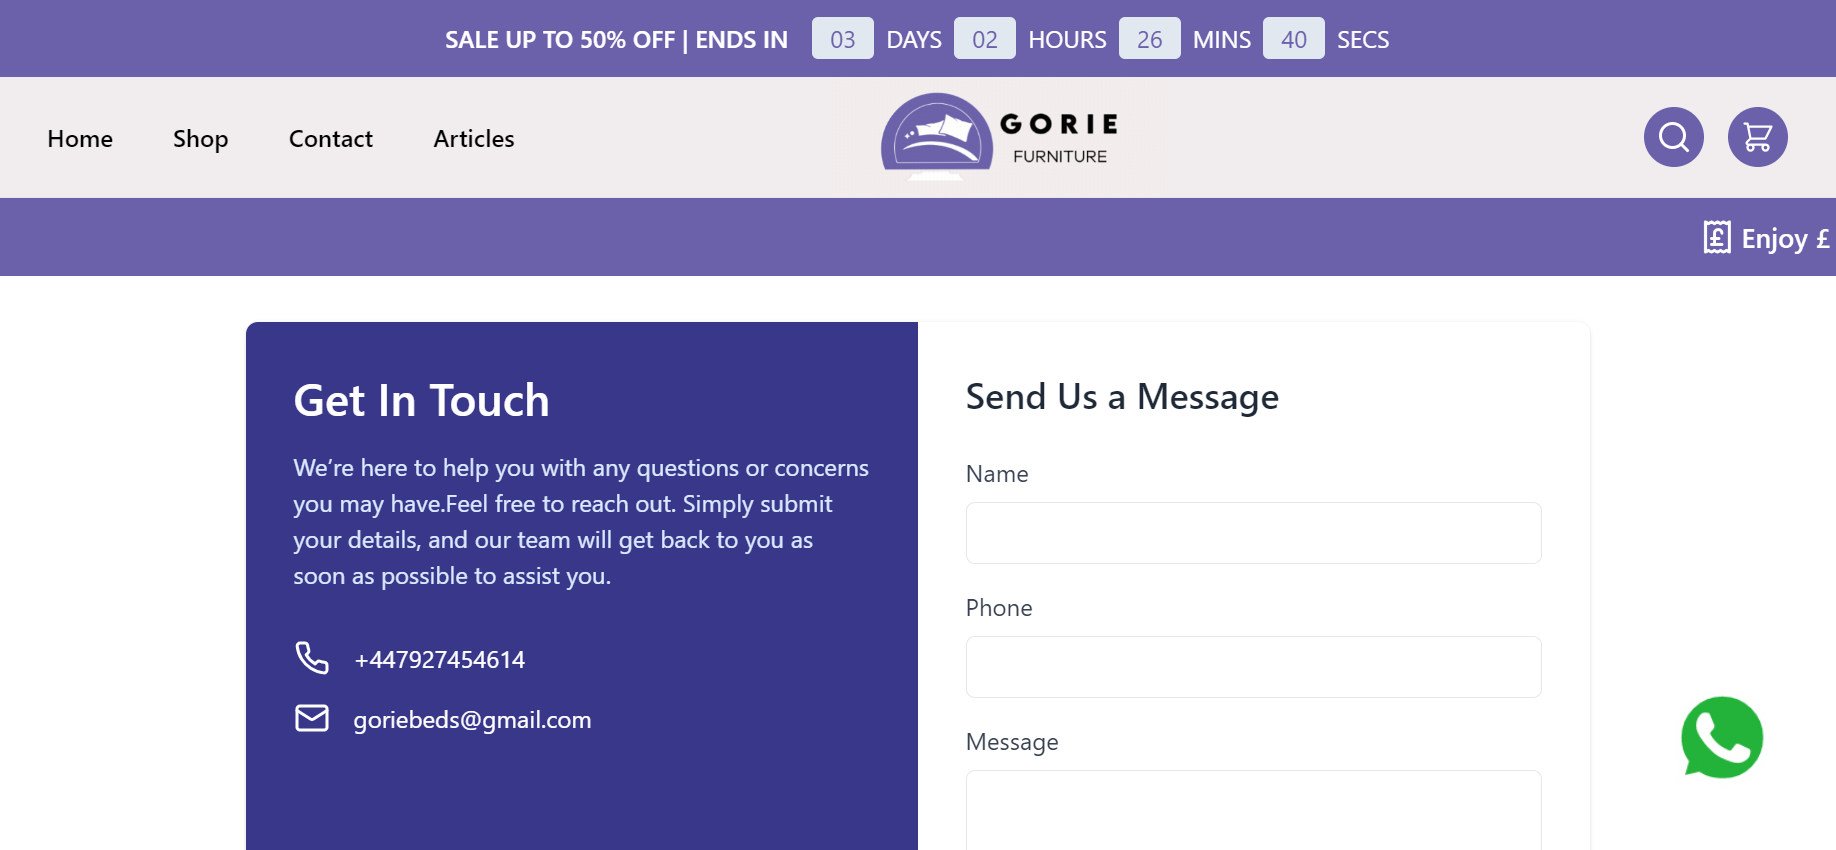 SALE UP TO 50% OFF | ENDS IN 03 DAYS 02 HOURS 26 MINS 40 SECS
Home Shop Contact Articles
GORIE
FURNITURE
Enjoy £
Get In Touch
We’re here to help you with any questions or concerns
you may have.Feel free to reach out. Simply submit
your details, and our team will get back to you as
soon as possible to assist you.
+447927454614
goriebeds@gmail.com
Send Us a Message
Name
Phone
Message